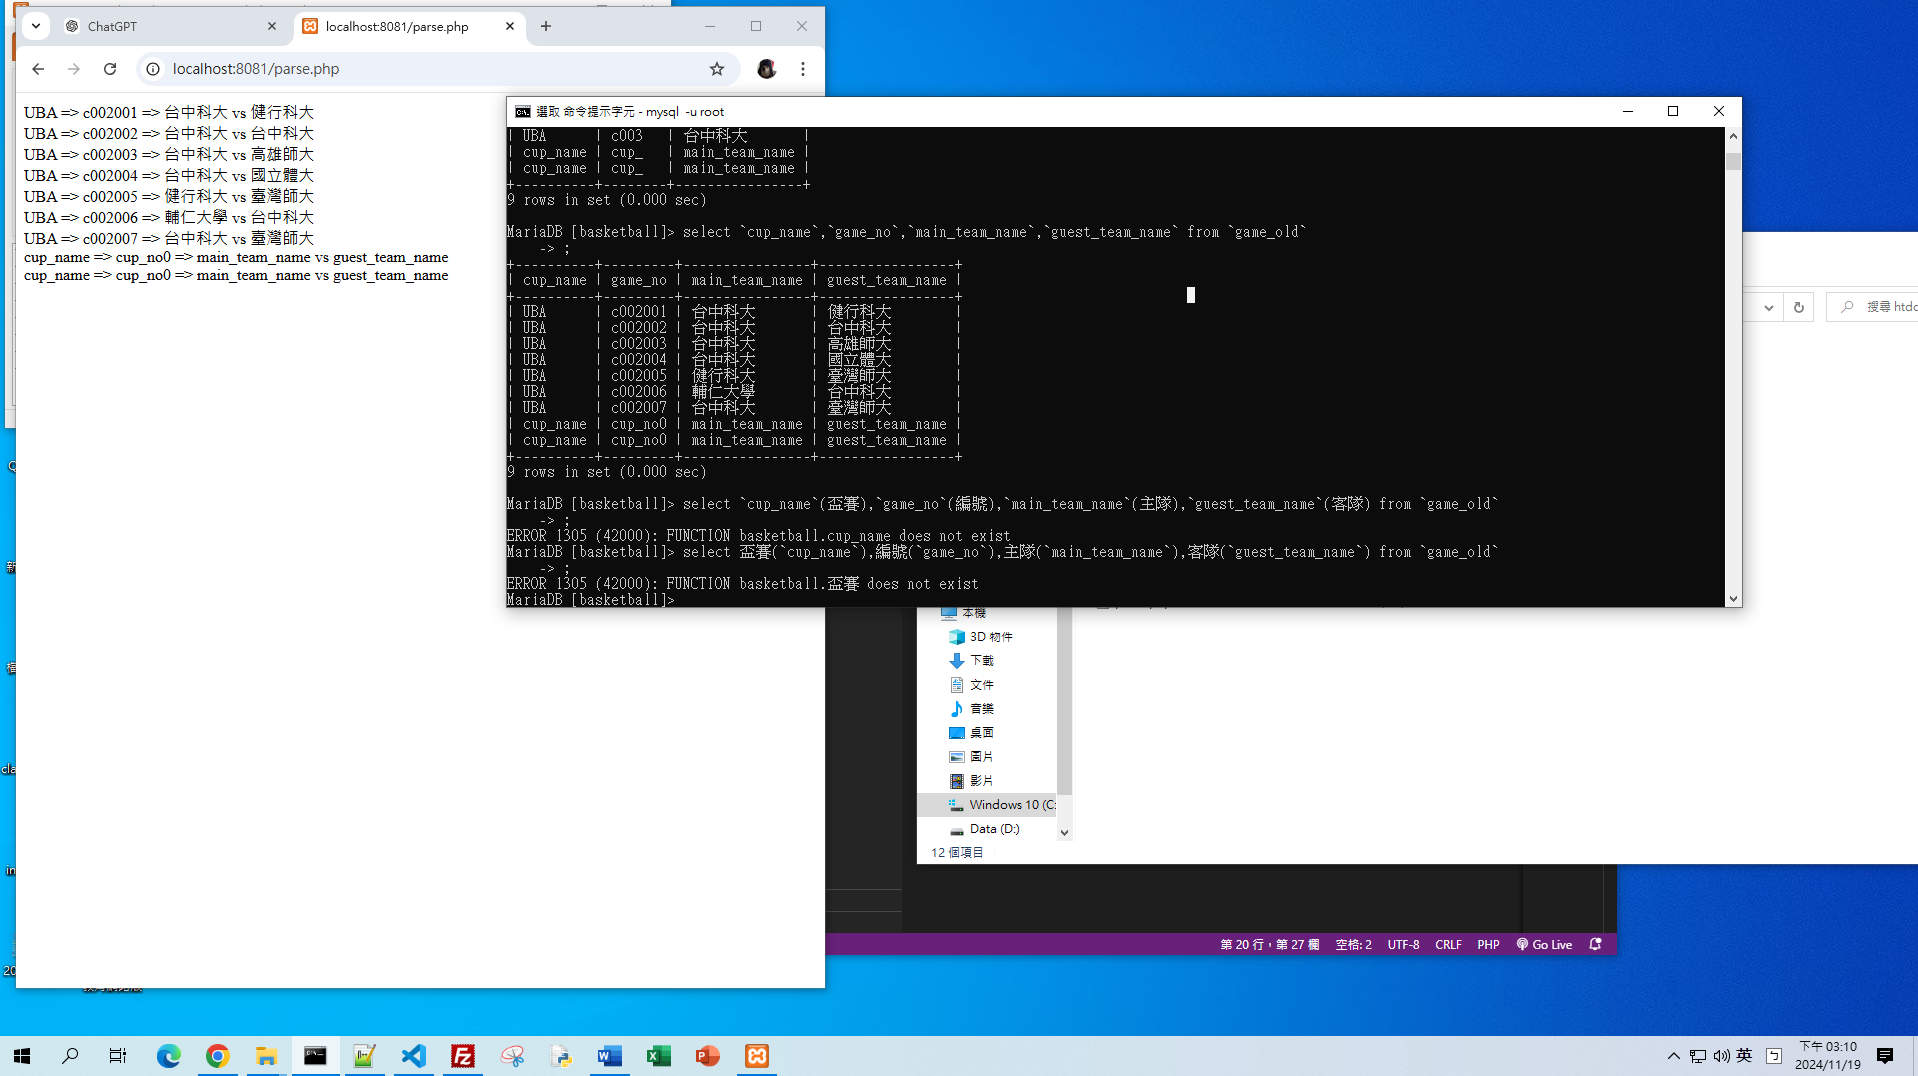 ChatGPT
localhost:8081/parse.php
localhost:8081/parse.php
UBA => c002001 => 台中科大 vs 健行科大
UBA => c002002 => 台中科大 vs 台中科大
UBA => c002003 => 台中科大 vs 高雄師大
UBA => c002004 => 台中科大 vs 國立體大
UBA => c002005 => 健行科大 vs 臺灣師大
UBA => c002006 => 輔仁大學 vs 台中科大
UBA => c002007 => 台中科大 vs 臺灣師大
cup_name => cup_no0 => main_team_name vs guest_team_name
cup_name => cup_no0 => main_team_name vs guest_team_name
選取 命令提示字元 - mysql -u root
| UBA | c003 | 台中科大 |
| cup_name | cup_ | main_team_name |
| cup_name | cup_ | main_team_name |
+----------+--------+----------------+
9 rows in set (0.000 sec)
MariaDB [basketball]> select `cup_name`,`game_no`,`main_team_name`,`guest_team_name` from `game_old`
-> ;
+----------+---------+----------------+-----------------+
| cup_name | game_no | main_team_name | guest_team_name |
+----------+---------+----------------+-----------------+
| UBA | c002001 | 台中科大 | 健行科大 |
| UBA | c002002 | 台中科大 | 台中科大 |
| UBA | c002003 | 台中科大 | 高雄師大 |
| UBA | c002004 | 台中科大 | 國立體大 |
| UBA | c002005 | 健行科大 | 臺灣師大 |
| UBA | c002006 | 輔仁大學 | 台中科大 |
| UBA | c002007 | 台中科大 | 臺灣師大 |
| cup_name | cup_no0 | main_team_name | guest_team_name |
| cup_name | cup_no0 | main_team_name | guest_team_name |
+----------+---------+----------------+-----------------+
9 rows in set (0.000 sec)
MariaDB [basketball]> select `cup_name`(盃賽),`game_no`(編號),`main_team_name`(主隊),`guest_team_name`(客隊) from `game_old`
-> ;
ERROR 1305 (42000): FUNCTION basketball.cup_name does not exist
MariaDB [basketball]> select 盃賽(`cup_name`),編號(`game_no`),主隊(`main_team_name`),客隊(`guest_team_name`) from `game_old`
-> ;
ERROR 1305 (42000): FUNCTION basketball.盃賽 does not exist
MariaDB [basketball]>
搜尋 htdo
本機
3D 物件
下載
文件
音樂
桌面
圖片
影片
Windows 10 (C:
Data (D:)
12 個項目
第 20 行，第 27 欄 空格: 2 UTF-8 CRLF PHP Go Live
英
下午 03:10
2024/11/19